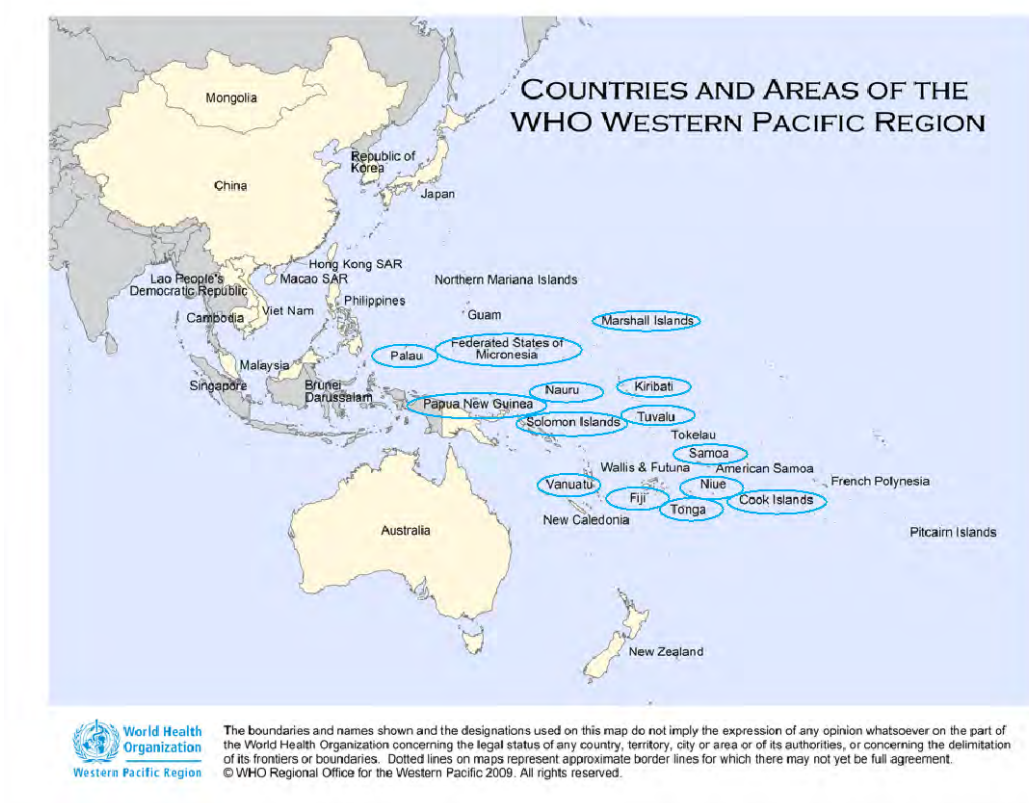 COUNTRIES AND AREAS OF THE
WHO WESTERN PACIFIC REGION
Mongolia
Republic of
Korea
China
Japan
Hong Kong SAR
Lao People's
Democratic Republic
Macao SAR
Northern Mariana Islands
Philippines
Viet Nam
Cambodia
Guam
Marshall Islands
Federated States of
Micronesia
Palau
Malaysia
Singapore
Brunei
Darussalam
Nauru
Kiribati
Papua New Guinea
Solomon Islands
Tuvalu
Tokelau
Samoa
Wallis & Futuna
American Samoa
Vanuatu
Niue
French Polynesia
Fiji
Cook Islands
Tonga
New Caledonia
Australia
Pitcairn Islands
New Zealand
World Health
Organization
Western Pacific Region
The boundaries and names shown and the designations used on this map do not imply the expression of any opinion whatsoever on the part of
the World Health Organization concerning the legal status of any country, territory, city or area or of its authorities, or concerning the delimitation
of its frontiers or boundaries. Dotted lines on maps represent approximate border lines for which there may not yet be full agreement.
© WHO Regional Office for the Western Pacific 2009. All rights reserved.